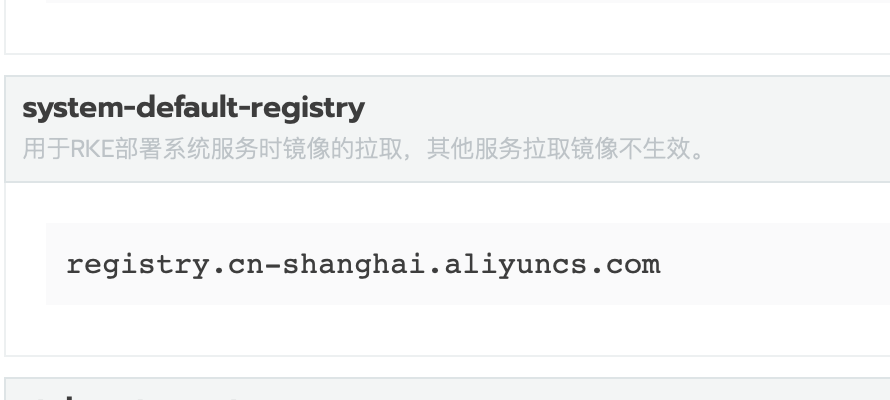 system-default-registry
用于RKE部署系统服务时镜像的拉取，其他服务拉取镜像不生效。
registry.cn-shanghai.aliyuncs.com